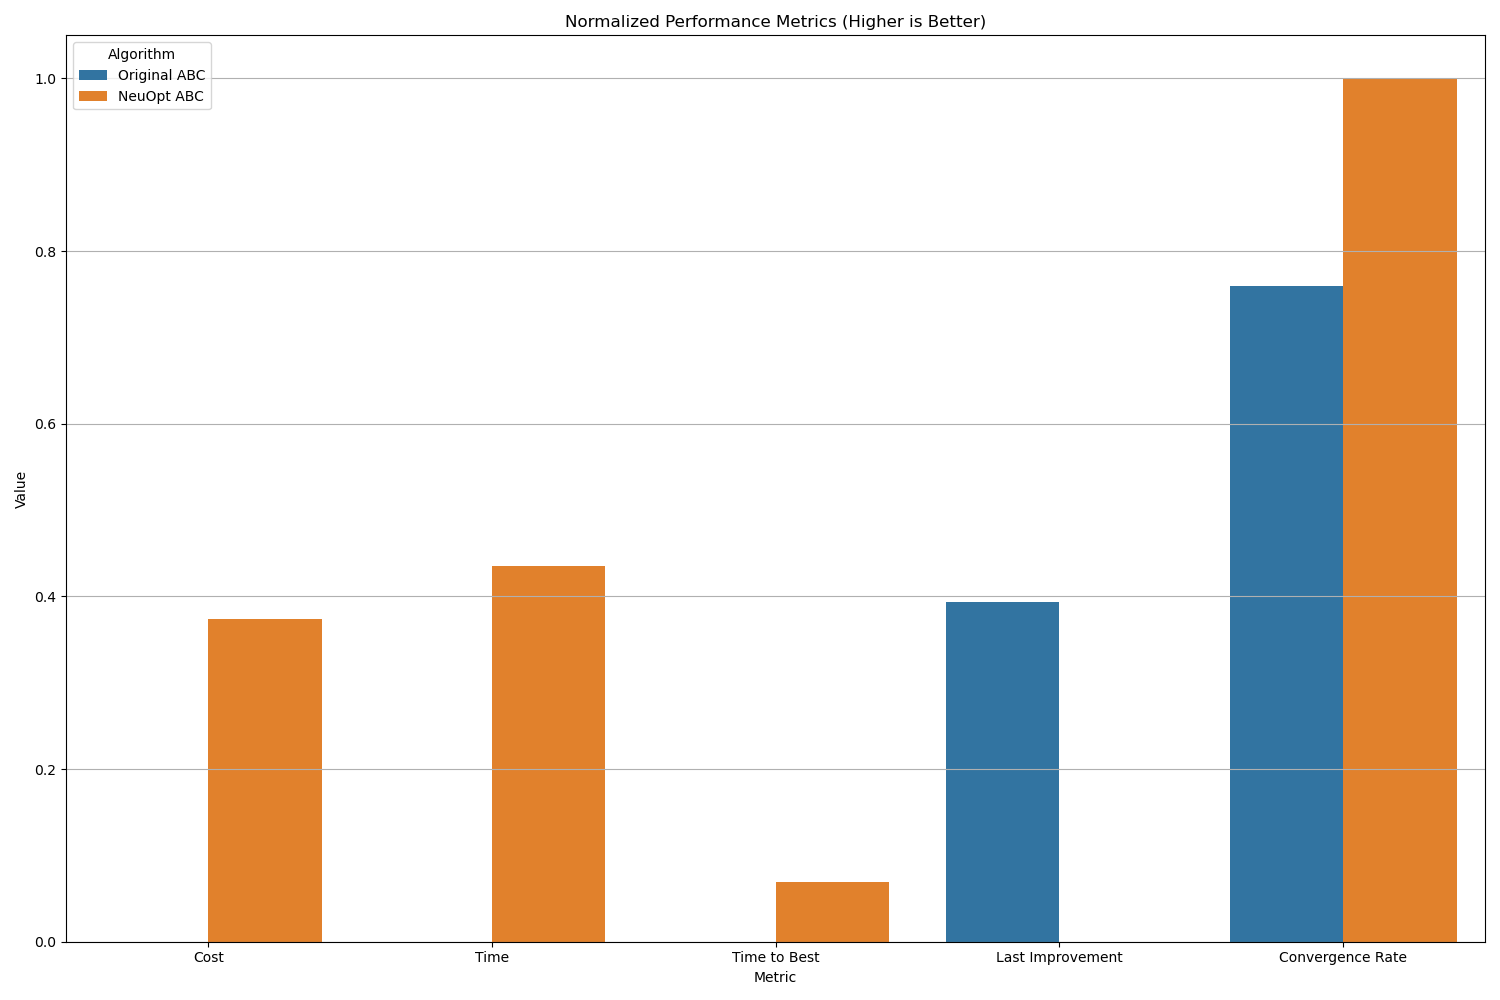 Normalized Performance Metrics (Higher is Better)
Algorithm
Original ABC
NeuOpt ABC
1.0
0.8
0.6
0.4
0.2
0.0
Value
Cost
Time
Time to Best
Last Improvement
Convergence Rate
Metric